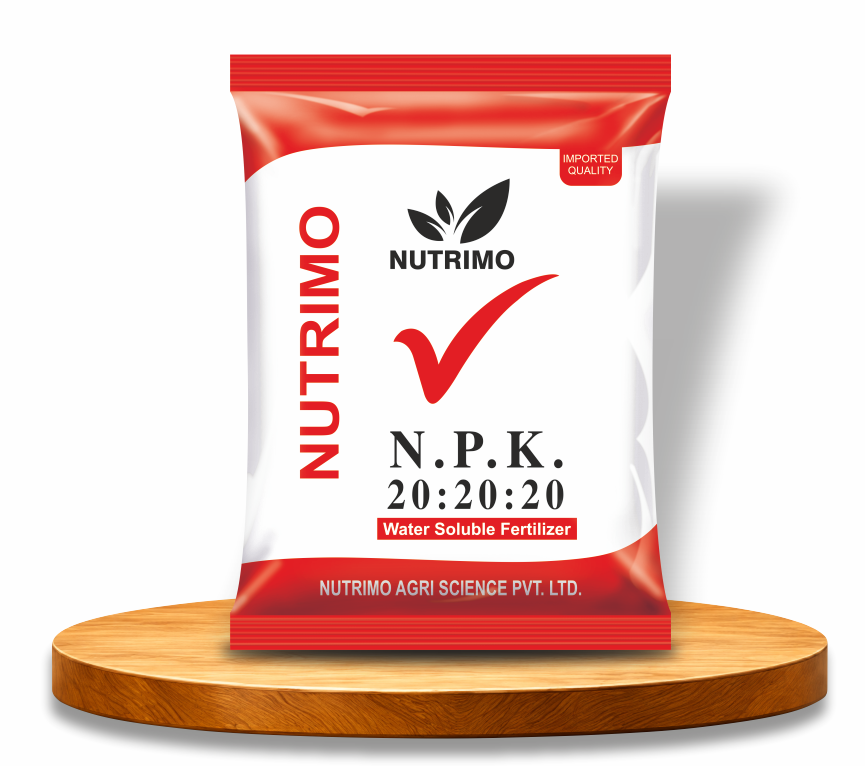 IMPORTED
QUALITY
NUTRIMO
NUTRIMO
N.P.K.
20:20:20
Water Soluble Fertilizer
NUTRIMO AGRI SCIENCE PVT. LTD.